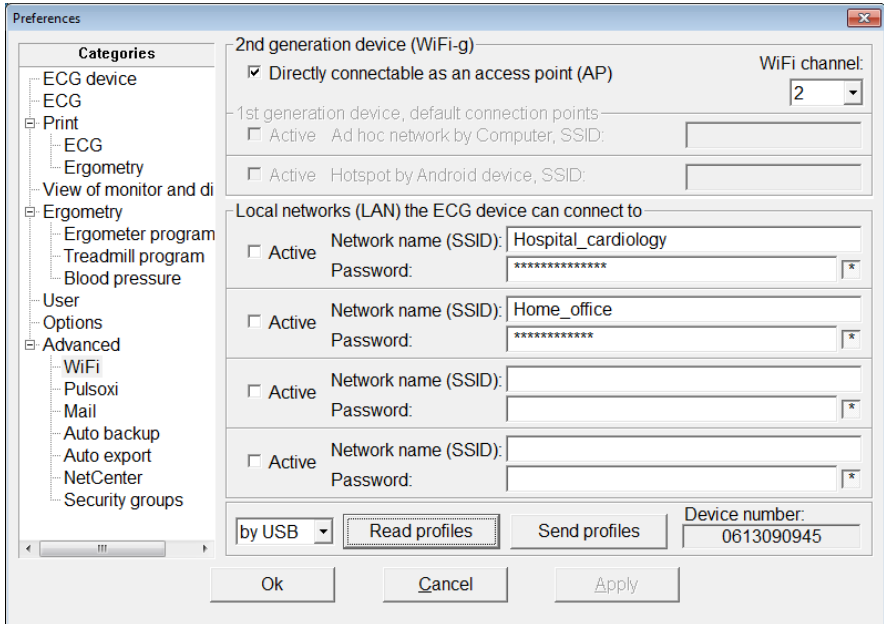 Preferences
Categories
ECG device
ECG
Print
ECG
Ergometry
View of monitor and di
Ergometry
Ergometer program
Treadmill program
Blood pressure
User
Options
Advanced
WiFi
Pulsoxi
Mail
Auto backup
Auto export
NetCenter
Security groups
2nd generation device (WiFi-g)
Directly connectable as an access point (AP)
WiFi channel:
2
1st generation device, default connection points
Active Ad hoc network by Computer, SSID:
Active Hotspot by Android device, SSID:
Local networks (LAN) the ECG device can connect to
Active
Network name (SSID): Hospital_cardiology
Password: ************** *
Active
Network name (SSID): Home_office
Password: ************ *
Active
Network name (SSID):
Password: *
Active
Network name (SSID):
Password: *
by USB Read profiles Send profiles
Device number:
0613090945
Ok Cancel Apply